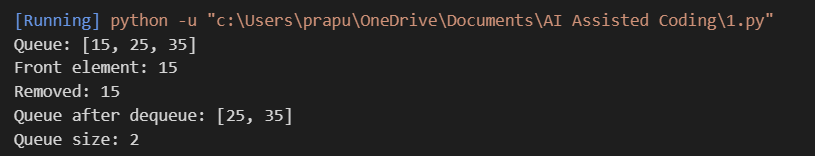 [Running] python -u "c:\Users\prapu\OneDrive\Documents\AI Assisted Coding\1.py"
Queue: [15, 25, 35]
Front element: 15
Removed: 15
Queue after dequeue: [25, 35]
Queue size: 2